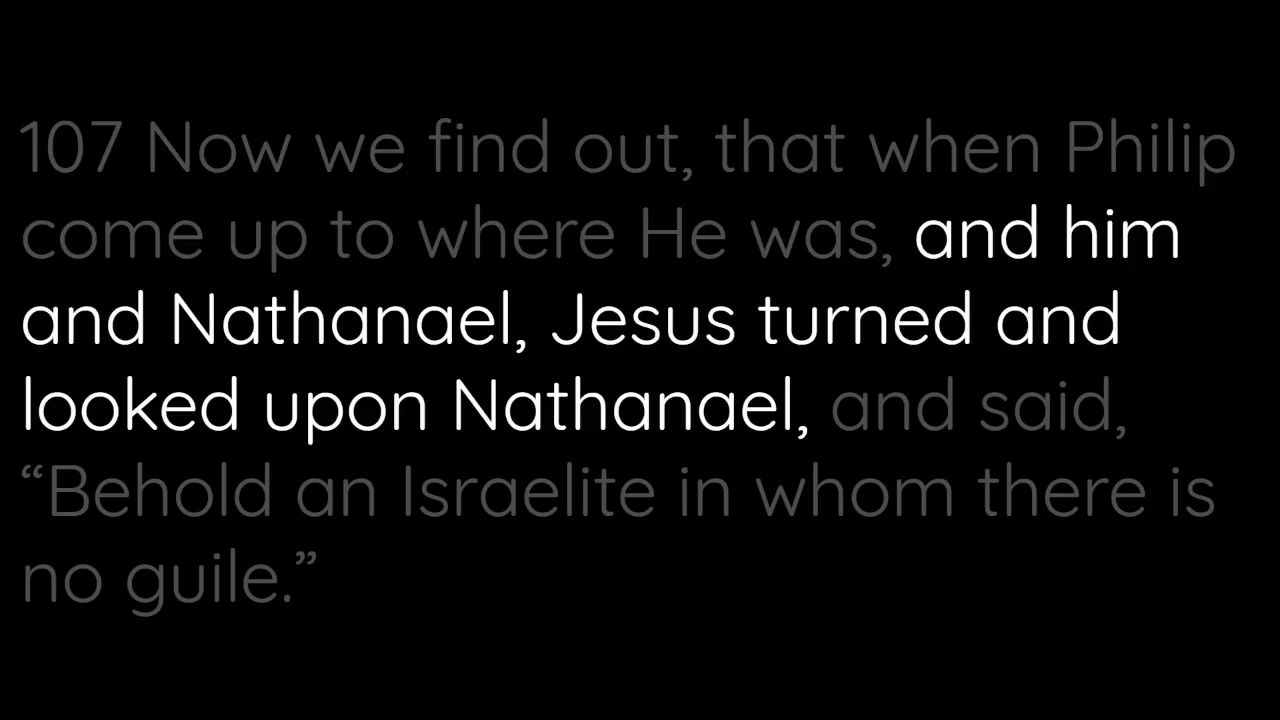 107 Now we find out, that when Philip
come up to where He was, and him
and Nathanael, Jesus turned and
looked upon Nathanael, and said,
“Behold an Israelite in whom there is
no guile.”